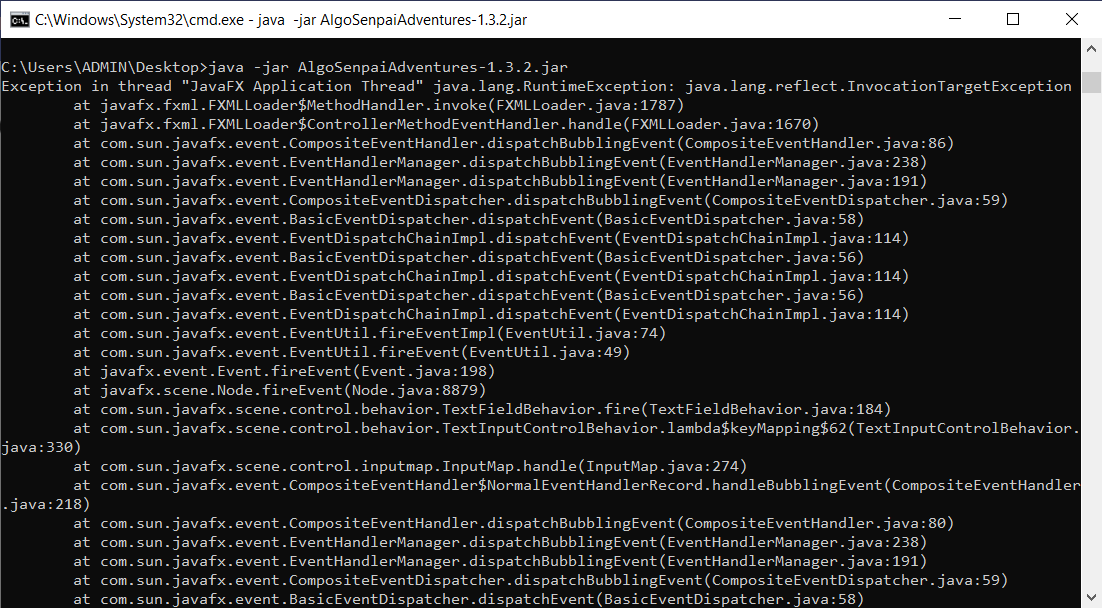 C:\Windows\System32\cmd.exe - java  -jar AlgoSenpaiAdventures-1.3.2.jar
C:\Users\ADMIN\Desktop>java -jar AlgoSenpaiAdventures-1.3.2.jar
Exception in thread "JavaFX Application Thread" java.lang.RuntimeException: java.lang.reflect.InvocationTargetException
        at javafx.fxml.FXMLLoader$MethodHandler.invoke(FXMLLoader.java:1787)
        at javafx.fxml.FXMLLoader$ControllerMethodEventHandler.handle(FXMLLoader.java:1670)
        at com.sun.javafx.event.CompositeEventHandler.dispatchBubblingEvent(CompositeEventHandler.java:86)
        at com.sun.javafx.event.EventHandlerManager.dispatchBubblingEvent(EventHandlerManager.java:238)
        at com.sun.javafx.event.EventHandlerManager.dispatchBubblingEvent(EventHandlerManager.java:191)
        at com.sun.javafx.event.CompositeEventDispatcher.dispatchBubblingEvent(CompositeEventDispatcher.java:59)
        at com.sun.javafx.event.BasicEventDispatcher.dispatchEvent(BasicEventDispatcher.java:58)
        at com.sun.javafx.event.EventDispatchChainImpl.dispatchEvent(EventDispatchChainImpl.java:114)
        at com.sun.javafx.event.BasicEventDispatcher.dispatchEvent(BasicEventDispatcher.java:56)
        at com.sun.javafx.event.EventDispatchChainImpl.dispatchEvent(EventDispatchChainImpl.java:114)
        at com.sun.javafx.event.BasicEventDispatcher.dispatchEvent(BasicEventDispatcher.java:56)
        at com.sun.javafx.event.EventDispatchChainImpl.dispatchEvent(EventDispatchChainImpl.java:114)
        at com.sun.javafx.event.EventUtil.fireEventImpl(EventUtil.java:74)
        at com.sun.javafx.event.EventUtil.fireEvent(EventUtil.java:49)
        at javafx.event.Event.fireEvent(Event.java:198)
        at javafx.scene.Node.fireEvent(Node.java:8879)
        at com.sun.javafx.scene.control.behavior.TextFieldBehavior.fire(TextFieldBehavior.java:184)
        at com.sun.javafx.scene.control.behavior.TextInputControlBehavior.lambda$keyMapping$62(TextInputControlBehavior.
java:330)
        at com.sun.javafx.scene.control.inputmap.InputMap.handle(InputMap.java:274)
        at com.sun.javafx.event.CompositeEventHandler$NormalEventHandlerRecord.handleBubblingEvent(CompositeEventHandler
.java:218)
        at com.sun.javafx.event.CompositeEventHandler.dispatchBubblingEvent(CompositeEventHandler.java:80)
        at com.sun.javafx.event.EventHandlerManager.dispatchBubblingEvent(EventHandlerManager.java:238)
        at com.sun.javafx.event.EventHandlerManager.dispatchBubblingEvent(EventHandlerManager.java:191)
        at com.sun.javafx.event.CompositeEventDispatcher.dispatchBubblingEvent(CompositeEventDispatcher.java:59)
        at com.sun.javafx.event.BasicEventDispatcher.dispatchEvent(BasicEventDispatcher.java:58)